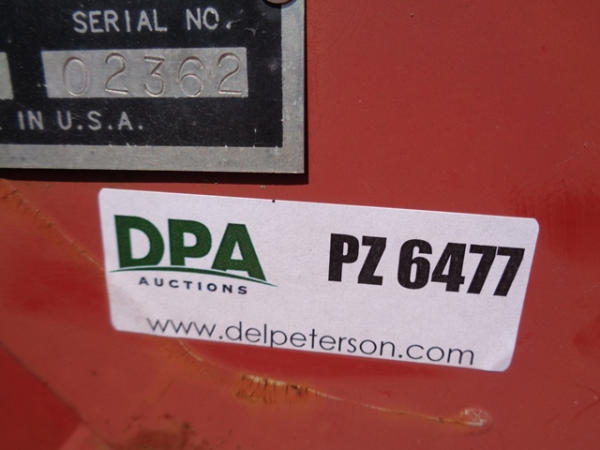 SERIAL NO.
02362
IN U.S.A.
DPA
AUCTIONS
PZ 6477
www.delpeterson.com